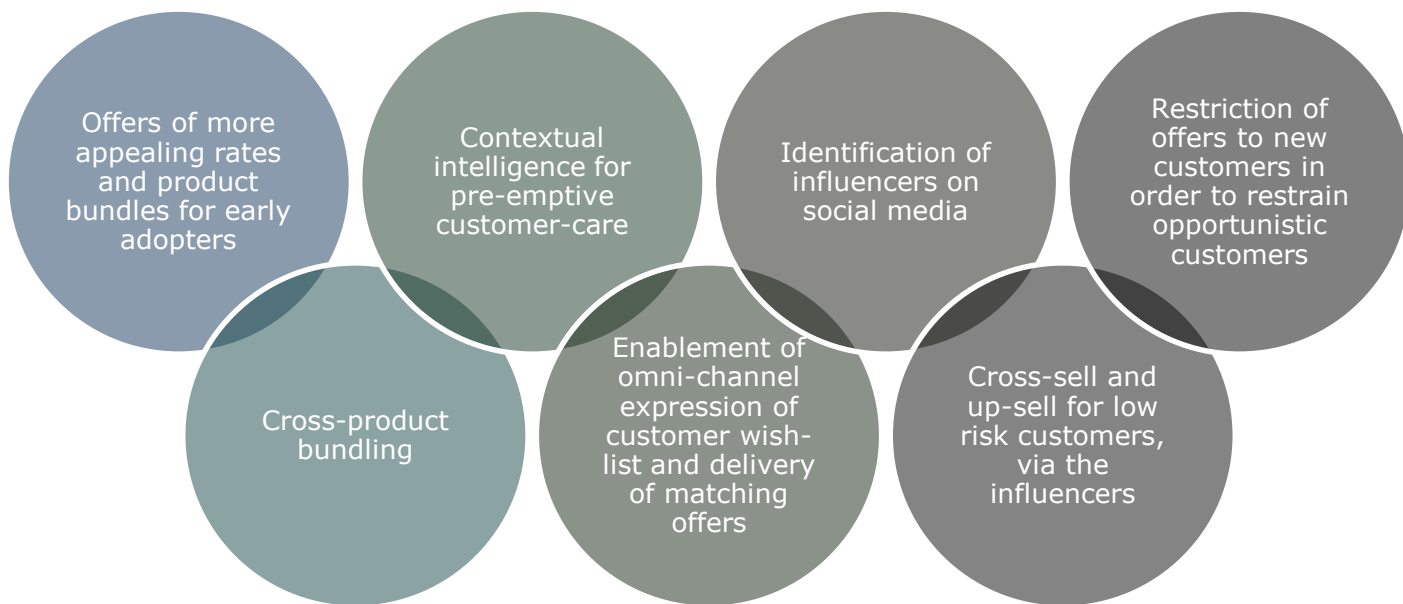 Offers of more
appealing rates
and product
bundles for early
adopters
Cross-product
bundling
Contextual
intelligence for
pre-emptive
customer-care
Enablement of
omni-channel
expression of
customer wish-
list and delivery
of matching
offers
Identification of
influencers on
social media
Cross-sell and
up-sell for low
risk customers,
via the
influencers
Restriction of
offers to new
customers in
order to restrain
opportunistic
customers